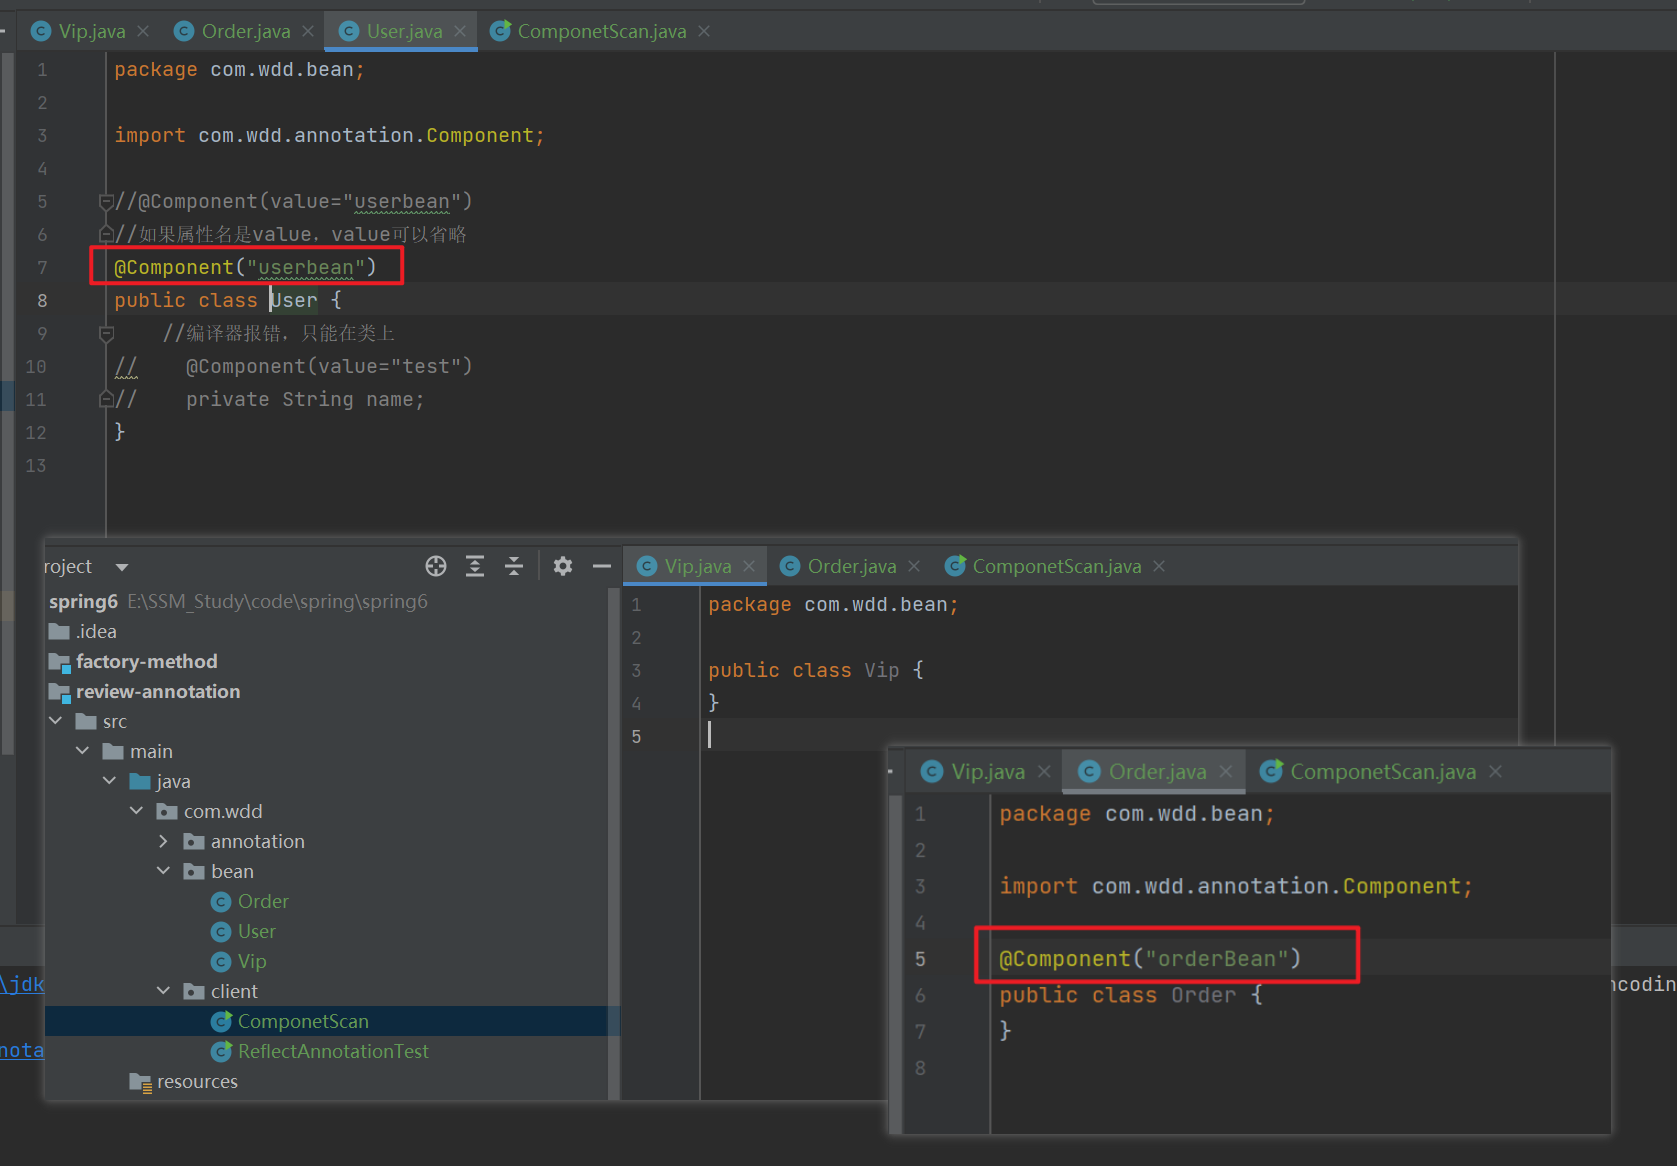 Vip.java Order.java User.java ComponetScan.java
1 package com.wdd.bean;
2
3 import com.wdd.annotation.Component;
4
5 //@Component(value="userbean")
6 //如果属性名是value，value可以省略
7 @Component("userbean")
8 public class User {
9 //编译器报错，只能在类上
10 // @Component(value="test")
11 // private String name;
12 }
13
roject
spring6 E:\SSM_Study\code\spring\spring6
.idea
factory-method
review-annotation
src
main
java
com.wdd
annotation
bean
Order
User
Vip
client
ComponetScan
ReflectAnnotationTest
resources
Vip.java Order.java ComponetScan.java
1 package com.wdd.bean;
2
3 public class Vip {
4 }
5
Vip.java Order.java ComponetScan.java
1 package com.wdd.bean;
2
3 import com.wdd.annotation.Component;
4
5 @Component("orderBean")
6 public class Order {
7 }
8
\jdk
nota
ncodin